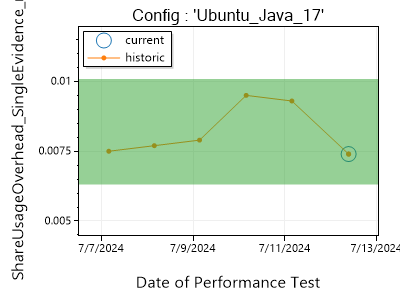 Config : 'Ubuntu_Java_17'
current
historic
ShareUsageOverhead_SingleEvidence_
0.01
0.0075
0.005
7/7/2024
7/9/2024
7/11/2024
7/13/2024
Date of Performance Test